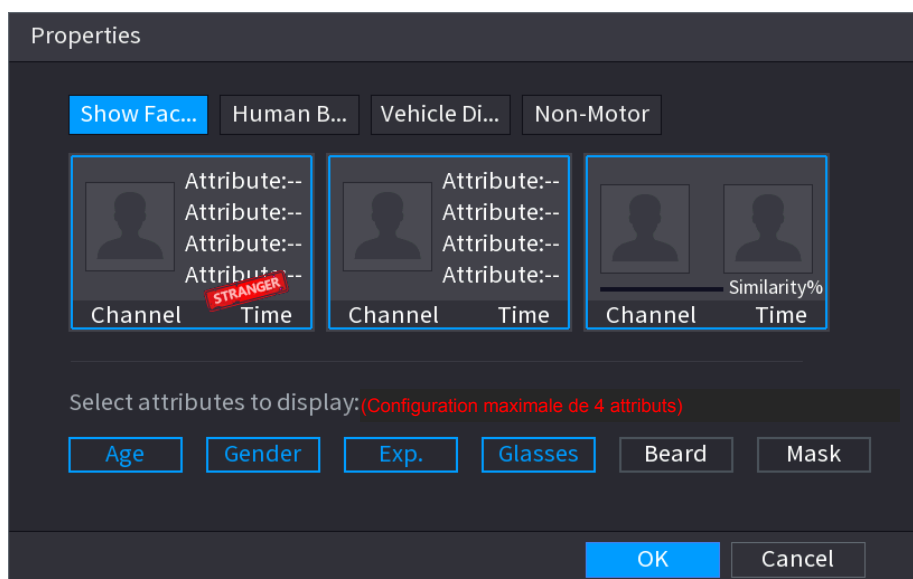 Properties
Show Fac... Human B... Vehicle Di... Non-Motor
Attribute:-- Attribute:--
Attribute:-- Attribute:--
Attribute:-- Attribute:--
Attribute:-- Attribute:--
STRANGER Similarity%
Channel Time Channel Time Channel Time
Select attributes to display:(Configuration maximale de 4 attributs)
Age Gender Exp. Glasses Beard Mask
OK Cancel